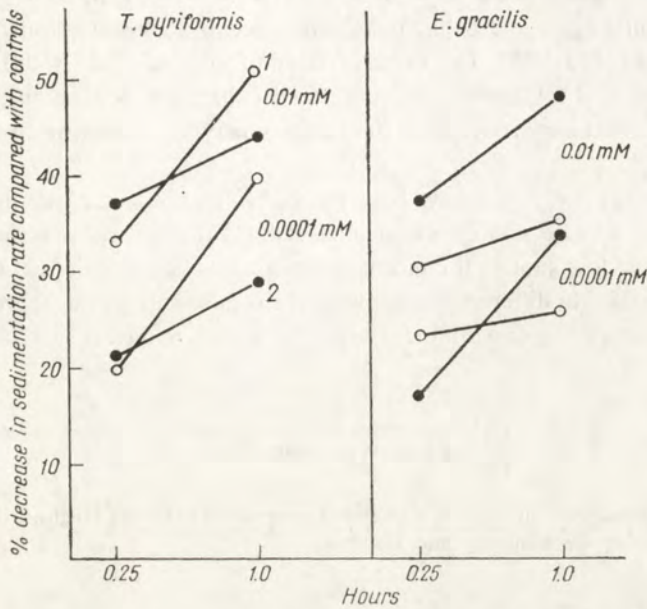 T. pyriformis
E. gracilis
% decrease in sedimentation rate compared with controls
50
40
30
20
10
1
0.01 mM
0.0001 mM
2
0.01 mM
0.0001 mM
0.25
1.0
0.25
1.0
Hours